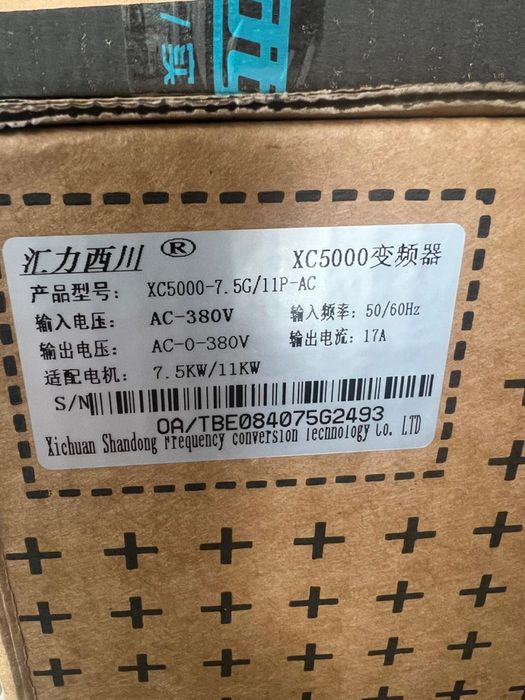 汇力西川 ® XC5000变频器
产品型号: XC5000-7.5G/11P-AC
输入电压: AC-380V 输入频率: 50/60Hz
输出电压: AC-0-380V 输出电流: 17A
适配电机: 7.5KW/11KW
S/N
0A/TBE084075G2493
Xichuan Shandong Frequency conversion Technology Co. LTD